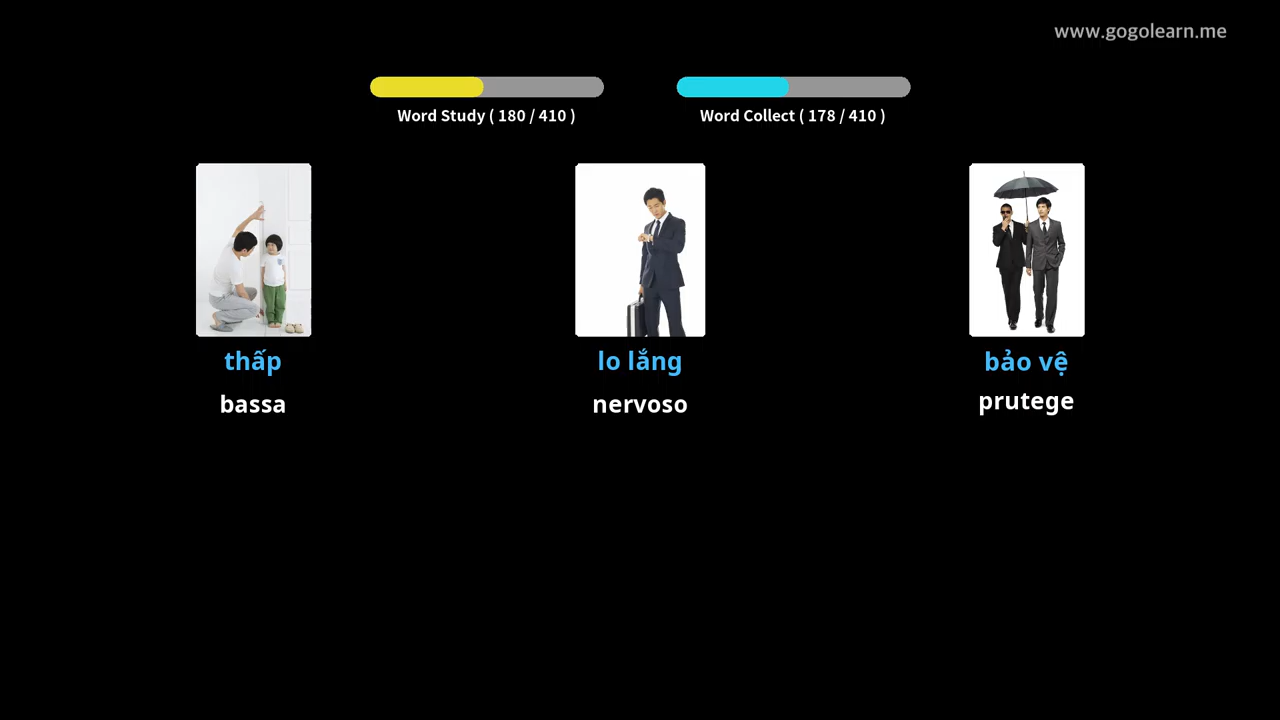 www.gogolearn.me
Word Study ( 180 / 410 )
Word Collect ( 178 / 410 )
thấp
lo lắng
bảo vệ
bassa
nervoso
prutege